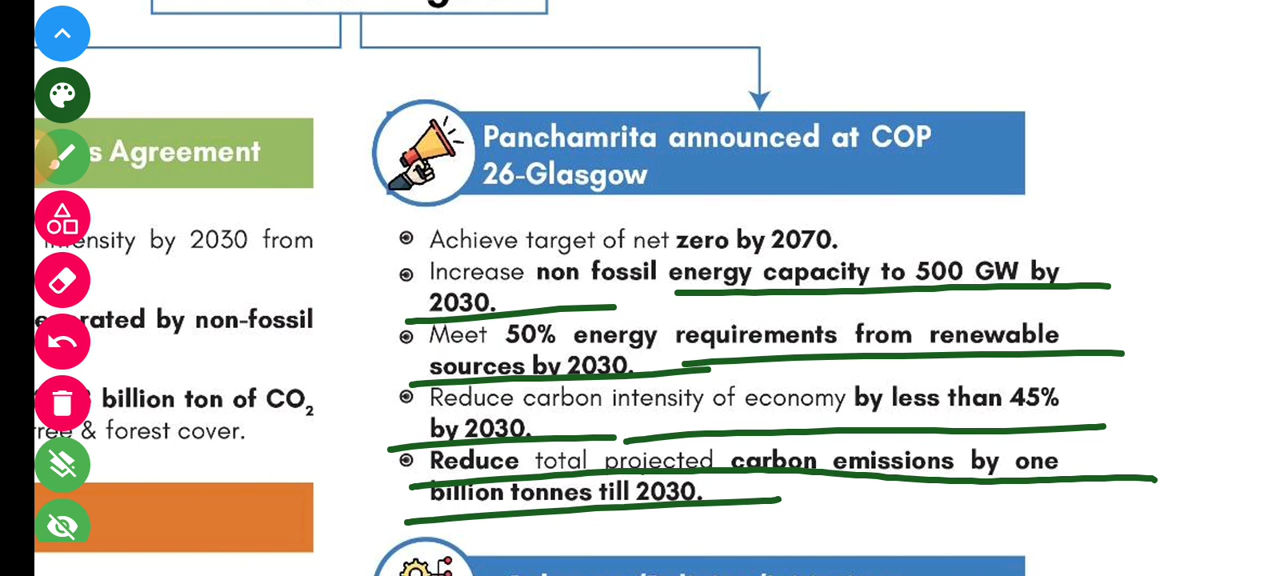 s Agreement
ensity by 2030 from
rated by non-fossil
billion ton of CO₂
& forest cover.
Panchamrita announced at COP
26-Glasgow
Achieve target of net zero by 2070.
Increase non fossil energy capacity to 500 GW by
2030.
Meet 50% energy requirements from renewable
sources by 2030.
Reduce carbon intensity of economy by less than 45%
by 2030.
Reduce total projected carbon emissions by one
billion tonnes till 2030.